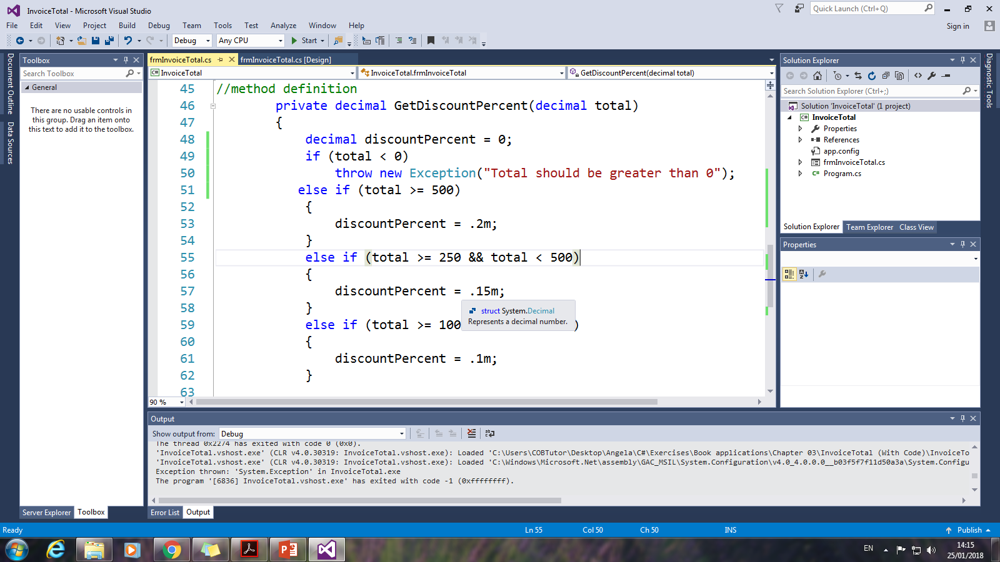 InvoiceTotal - Microsoft Visual Studio
Quick Launch (Ctrl+Q)
File Edit View Project Build Debug Team Tools Test Analyze Window Help
Sign in
Debug Any CPU Start
Document Outline
Data Sources
Toolbox
Search Toolbox
General
There are no usable controls in
this group. Drag an item onto
this text to add it to the toolbox.
Server Explorer Toolbox
frmInvoiceTotal.cs frmInvoiceTotal.cs [Design]
InvoiceTotal InvoiceTotal.frmInvoiceTotal GetDiscountPercent(decimal total)
45 //method definition
46 private decimal GetDiscountPercent(decimal total)
47 {
48 decimal discountPercent = 0;
49 if (total < 0)
50 throw new Exception("Total should be greater than 0");
51 else if (total >= 500)
52 {
53 discountPercent = .2m;
54 }
55 else if (total >= 250 && total < 500)
56 {
57 discountPercent = .15m;
58 }
struct System.Decimal
Represents a decimal number.
59 else if (total >= 100 )
60 {
61 discountPercent = .1m;
62 }
63
90 %
Output
Show output from: Debug
The thread 0x2274 has exited with code 0 (0x0).
'InvoiceTotal.vshost.exe' (CLR v4.0.30319: InvoiceTotal.vshost.exe): Loaded 'C:\Users\COBTutor\Desktop\Angela\C#\Exercises\Book applications\Chapter 03\InvoiceTotal (With Code)\InvoiceTo
'InvoiceTotal.vshost.exe' (CLR v4.0.30319: InvoiceTotal.vshost.exe): Loaded 'C:\Windows\Microsoft.Net\assembly\GAC_MSIL\System.Configuration\v4.0_4.0.0.0__b03f5f7f11d50a3a\System.Configu
Exception thrown: 'System.Exception' in InvoiceTotal.exe
The program '[6836] InvoiceTotal.vshost.exe' has exited with code -1 (0xffffffff).
Error List Output
Solution Explorer
Search Solution Explorer (Ctrl+;)
Solution 'InvoiceTotal' (1 project)
InvoiceTotal
Properties
References
app.config
frmInvoiceTotal.cs
Program.cs
Solution Explorer Team Explorer Class View
Properties
Diagnostic Tools
Ready Ln 55 Col 50 Ch 50 INS Publish
EN
14:15
25/01/2018